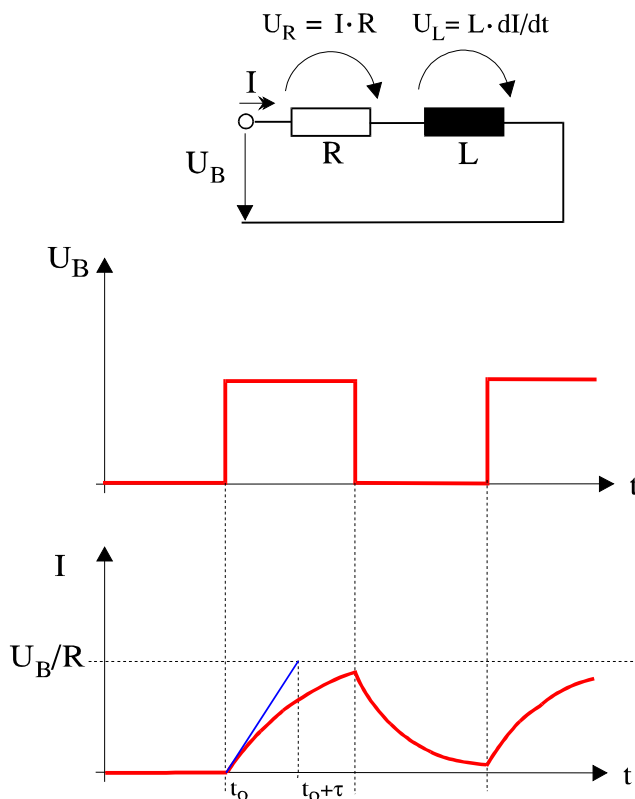 U_R = I·R U_L= L·dI/dt
I
R L
U_B
U_B
t
I
U_B/R
t
t_o t_o+τ